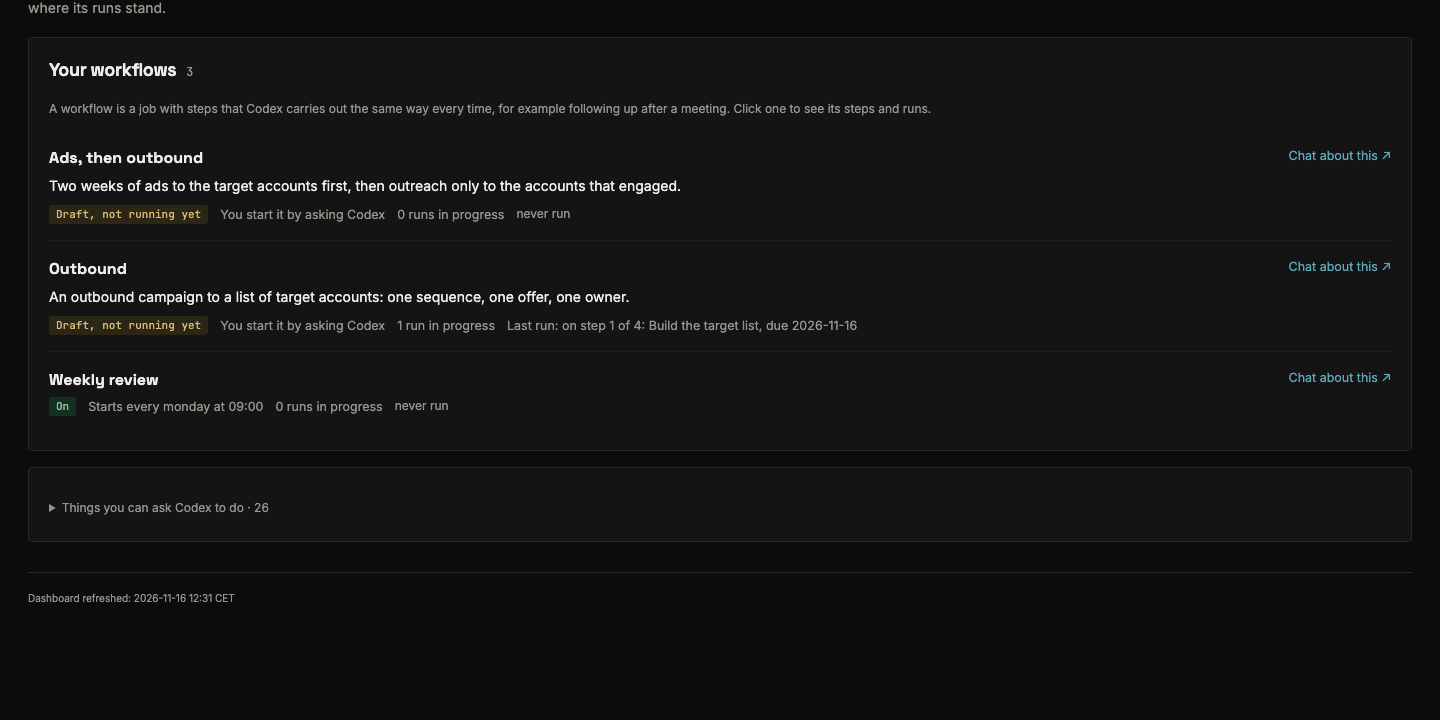 where its runs stand.
Your workflows 3
A workflow is a job with steps that Codex carries out the same way every time, for example following up after a meeting. Click one to see its steps and runs.
Ads, then outbound
Chat about this ↗
Two weeks of ads to the target accounts first, then outreach only to the accounts that engaged.
Draft, not running yet You start it by asking Codex 0 runs in progress never run
Outbound
Chat about this ↗
An outbound campaign to a list of target accounts: one sequence, one offer, one owner.
Draft, not running yet You start it by asking Codex 1 run in progress Last run: on step 1 of 4: Build the target list, due 2026-11-16
Weekly review
Chat about this ↗
On Starts every monday at 09:00 0 runs in progress never run
▶ Things you can ask Codex to do · 26
Dashboard refreshed: 2026-11-16 12:31 CET